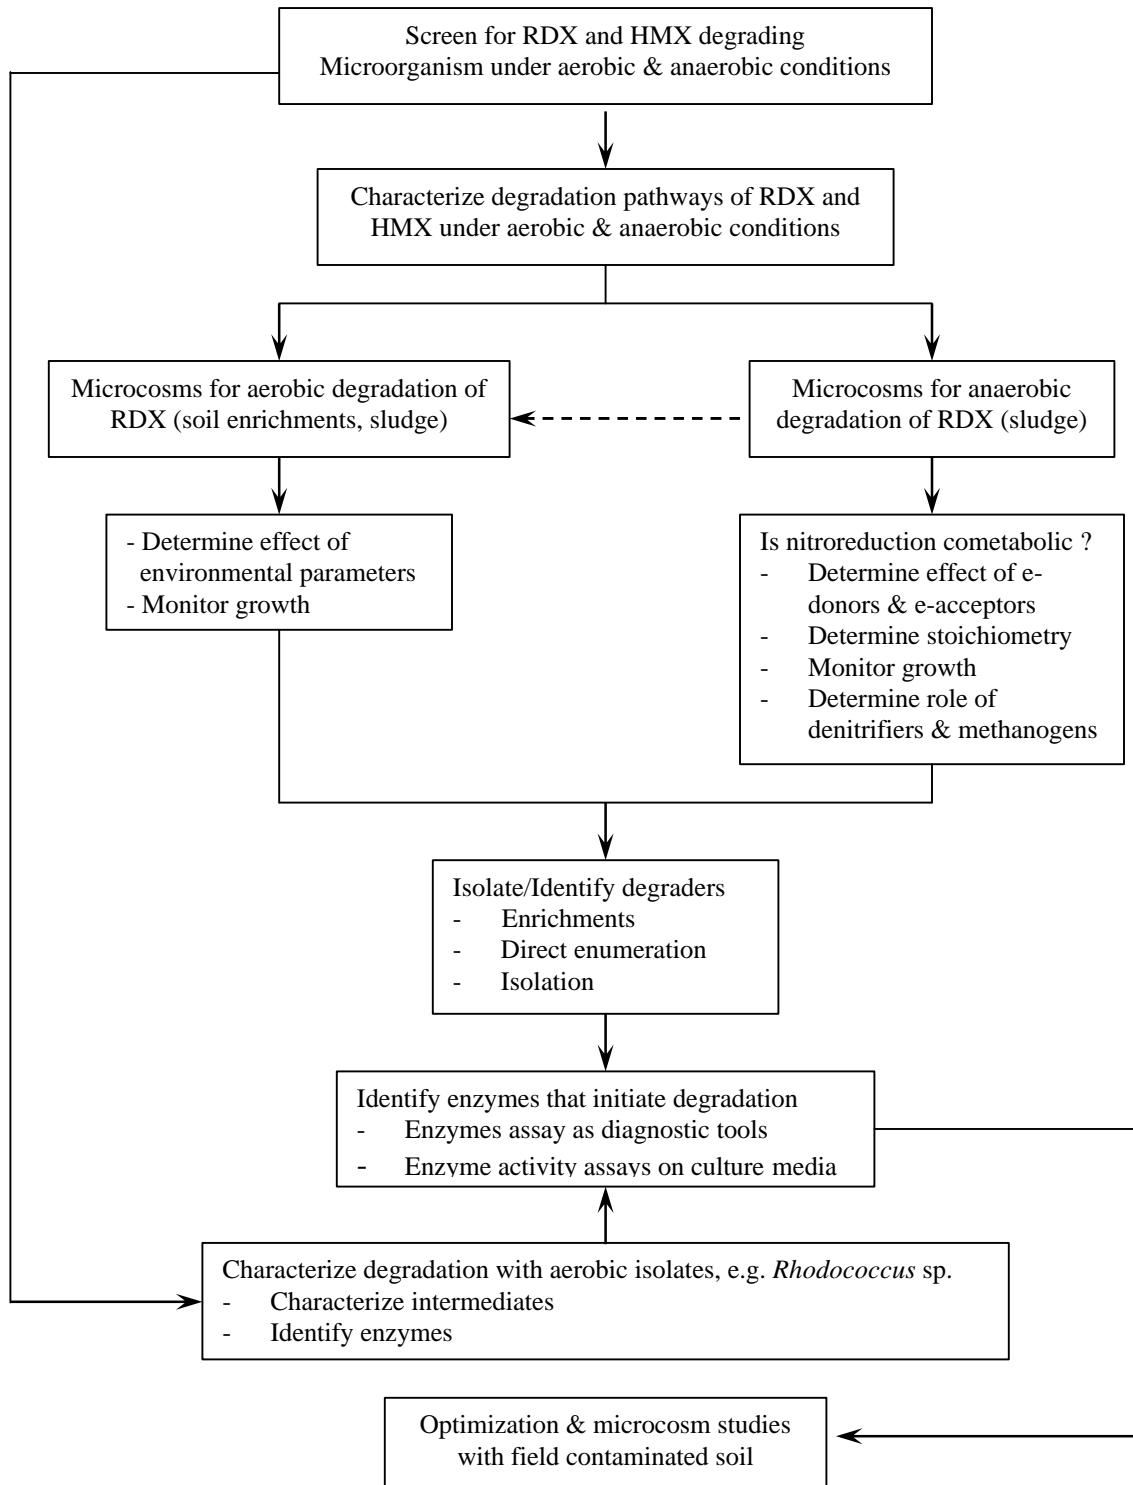 Screen for RDX and HMX degrading
Microorganism under aerobic & anaerobic conditions
Characterize degradation pathways of RDX and
HMX under aerobic & anaerobic conditions
Microcosms for aerobic degradation of
RDX (soil enrichments, sludge)
Microcosms for anaerobic
degradation of RDX (sludge)
- Determine effect of
environmental parameters
- Monitor growth
Is nitroreduction cometabolic ?
- Determine effect of e-
donors & e-acceptors
- Determine stoichiometry
- Monitor growth
- Determine role of
denitrifiers & methanogens
Isolate/Identify degraders
- Enrichments
- Direct enumeration
- Isolation
Identify enzymes that initiate degradation
- Enzymes assay as diagnostic tools
- Enzyme activity assays on culture media
Characterize degradation with aerobic isolates, e.g. Rhodococcus sp.
- Characterize intermediates
- Identify enzymes
Optimization & microcosm studies
with field contaminated soil